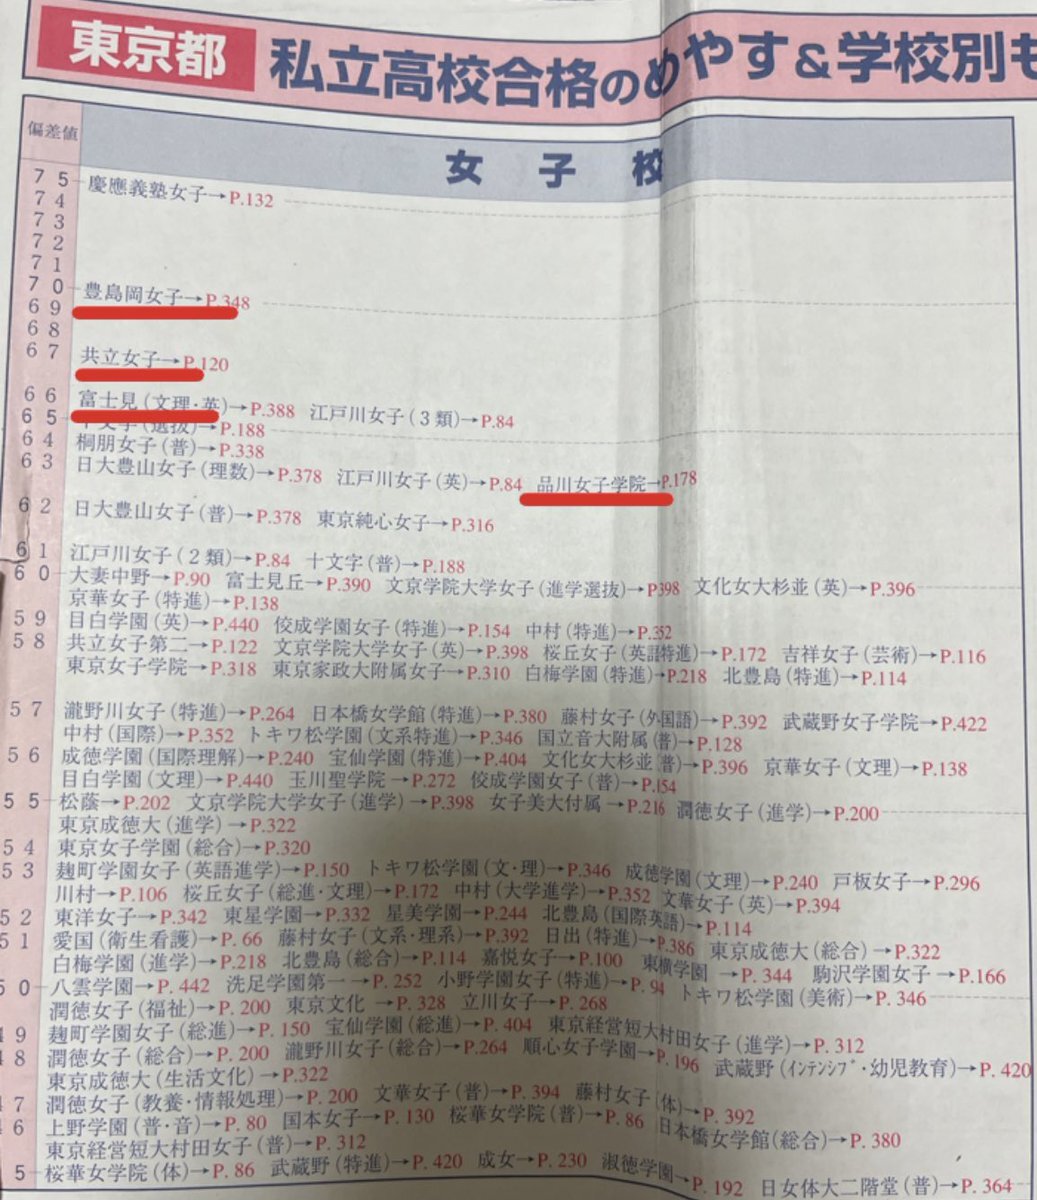 東京都 私立高校合格のめやす&学校別も
偏差値 女子校
75 慶應義塾女子→P.132
74
73
72
71
70 豊島岡女子→P.348
69
68
67 共立女子→P.120
66 富士見(文理・英)→P.388 江戸川女子(3類)→P.84
65 十文字(選抜)→P.188
64 桐朋女子(普)→P.338
63 日大豊山女子(理数)→P.378 江戸川女子(英)→P.84 品川女子学院→P.178
62 日大豊山女子(普)→P.378 東京純心女子→P.316
61 江戸川女子(2類)→P.84 十文字(普)→P.188
60 大妻中野→P.90 富士見丘→P.390 文京学院大学女子(進学選抜)→P.398 文化女大杉並(英)→P.396
京華女子(特進)→P.138
59 目白学園(英)→P.440 佼成学園女子(特進)→P.154 中村(特進)→P.352
58 共立女子第二→P.122 文京学院大学女子(英)→P.398 桜丘女子(英語特進)→P.172 吉祥女子(芸術)→P.116
東京女子学院→P.318 東京家政大附属女子→P.310 白梅学園(特進)→P.218 北豊島(特進)→P.114
57 瀧野川女子(特進)→P.264 日本橋女学館(特進)→P.380 藤村女子(外国語)→P.392 武蔵野女子学院→P.422
中村(国際)→P.352 トキワ松学園(文系特進)→P.346 国立音大附属(普)→P.128
56 成徳学園(国際理解)→P.240 宝仙学園(特進)→P.404 文化女大杉並(普)→P.396 京華女子(文理)→P.138
目白学園(文理)→P.440 玉川聖学院→P.272 佼成学園女子(普)→P.154
55 松蔭→P.202 文京学院大学女子(進学)→P.398 女子美大付属→P.216 潤徳女子(進学)→P.200
東京成徳大(進学)→P.322
54 東京女子学園(総合)→P.320
53 麹町学園女子(英語進学)→P.150 トキワ松学園(文・理)→P.346 成徳学園(文理)→P.240 戸板女子→P.296
川村→P.106 桜丘女子(総進・文理)→P.172 中村(大学進学)→P.352 文華女子(英)→P.394
52 東洋女子→P.342 東星学園→P.332 星美学園→P.244 北豊島(国際英語)→P.114
51 愛国(衛生看護)→P.66 藤村女子(文系・理系)→P.392 日出(特進)→P.386 東京成徳大(総合)→P.322
白梅学園(進学)→P.218 北豊島(総合)→P.114 嘉悦女子→P.100 東横学園→P.344 駒沢学園女子→P.166
50 八雲学園→P.442 洗足学園第一→P.252 小野学園女子(特進)→P.94 トキワ松学園(美術)→P.346
潤徳女子(福祉)→P.200 東京文化→P.328 立川女子→P.268
49 麹町学園女子(総進)→P.150 宝仙学園(総進)→P.404 東京経営短大村田女子(進学)→P.312
48 潤徳女子(総合)→P.200 瀧野川女子(総合)→P.264 順心女子学園→P.196 武蔵野(インテンシブ・幼児教育)→P.420
東京成徳大(生活文化)→P.322
47 潤徳女子(教養・情報処理)→P.200 文華女子(普)→P.394 藤村女子(体)→P.392
46 上野学園(普・音)→P.80 国本女子→P.130 桜華女学院(普)→P.86 日本橋女学館(総合)→P.380
東京経営短大村田女子(普)→P.312
5 桜華女学院(体)→P.86 武蔵野(特進)→P.420 成女→P.230 淑徳学園→P.192 日女体大二階堂(普)→P.364